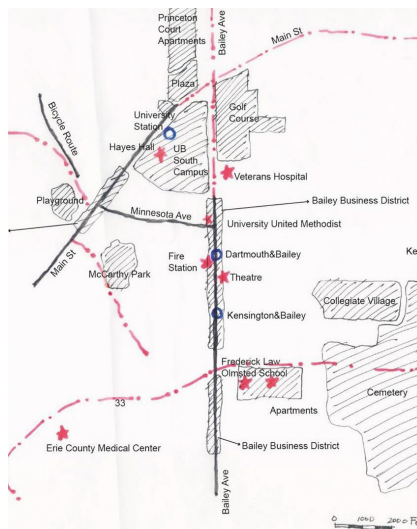 Princeton
Court
Apartments
Bailey Ave
Main St
Plaza
University
Station
Golf
Course
Bicycle Route
Hayes Hall
UB
South
Campus
Veterans Hospital
Playground
Bailey Business District
Minnesota Ave
University United Methodist
Main St
Fire
Station
Dartmouth&Bailey
Ke
McCarthy Park
Theatre
Collegiate Village
Kensington&Bailey
Frederick Law
Olmsted School
33
Apartments
Cemetery
Erie County Medical Center
Bailey Business District
Bailey Ave
0 1000 2000 F